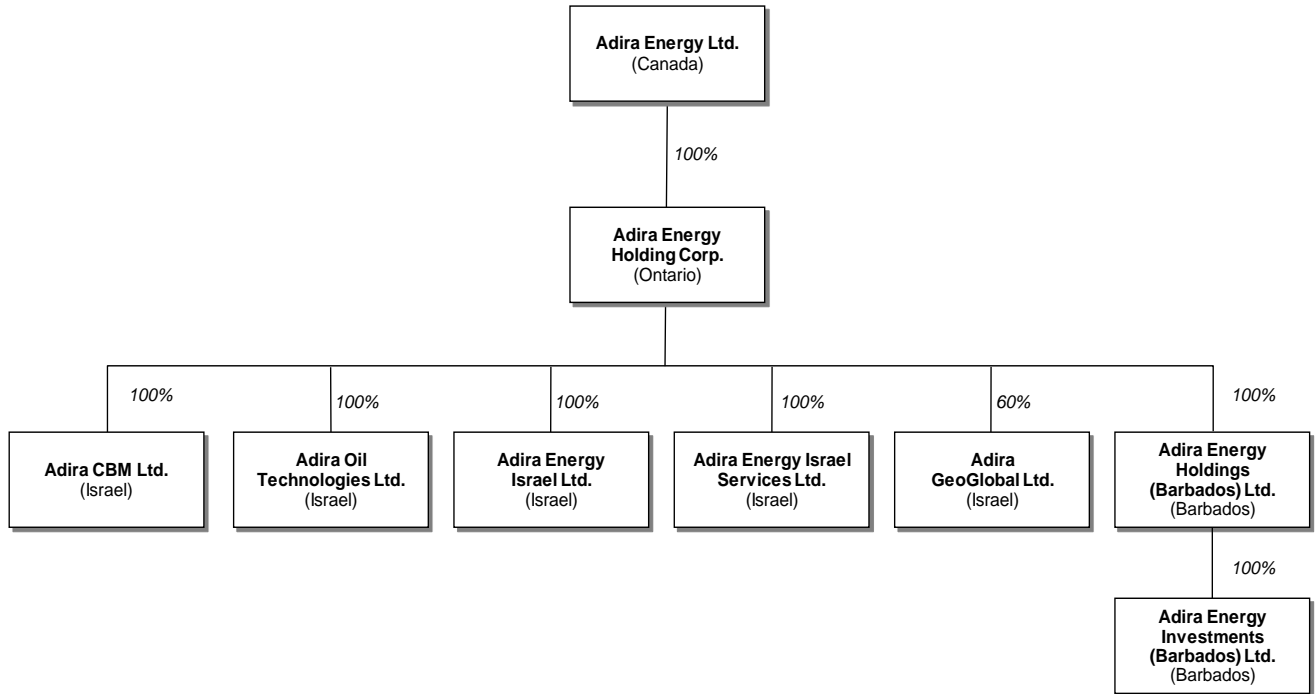 Adira Energy Ltd.
(Canada)
100%
Adira Energy
Holding Corp.
(Ontario)
100%
100%
100%
100%
60%
100%
Adira CBM Ltd.
(Israel)
Adira Oil
Technologies Ltd.
(Israel)
Adira Energy
Israel Ltd.
(Israel)
Adira Energy Israel
Services Ltd.
(Israel)
Adira
GeoGlobal Ltd.
(Israel)
Adira Energy
Holdings
(Barbados) Ltd.
(Barbados)
100%
Adira Energy
Investments
(Barbados) Ltd.
(Barbados)